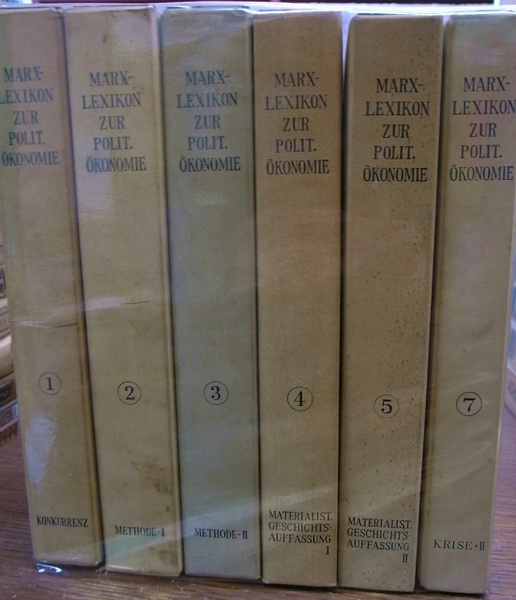 MARX-
LEXIKON
ZUR
POLIT.
ÖKONOMIE
1
KONKURRENZ
MARX-
LEXIKON
ZUR
POLIT.
ÖKONOMIE
2
METHODE·I
MARX-
LEXIKON
ZUR
POLIT.
ÖKONOMIE
3
METHODE·II
MARX-
LEXIKON
ZUR
POLIT.
ÖKONOMIE
4
MATERIALIST.
GESCHICHTS-
AUFFASSUNG
I
MARX-
LEXIKON
ZUR
POLIT.
ÖKONOMIE
5
MATERIALIST.
GESCHICHTS-
AUFFASSUNG
II
MARX-
LEXIKON
ZUR
POLIT.
ÖKONOMIE
7
KRISE·II